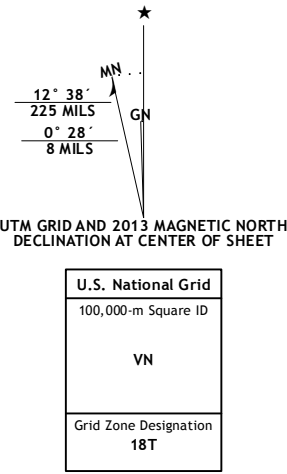 MN
GN
12° 38´
225 MILS
0° 28´
8 MILS
UTM GRID AND 2013 MAGNETIC NORTH
DECLINATION AT CENTER OF SHEET
U.S. National Grid
100,000-m Square ID
VN
Grid Zone Designation
18T